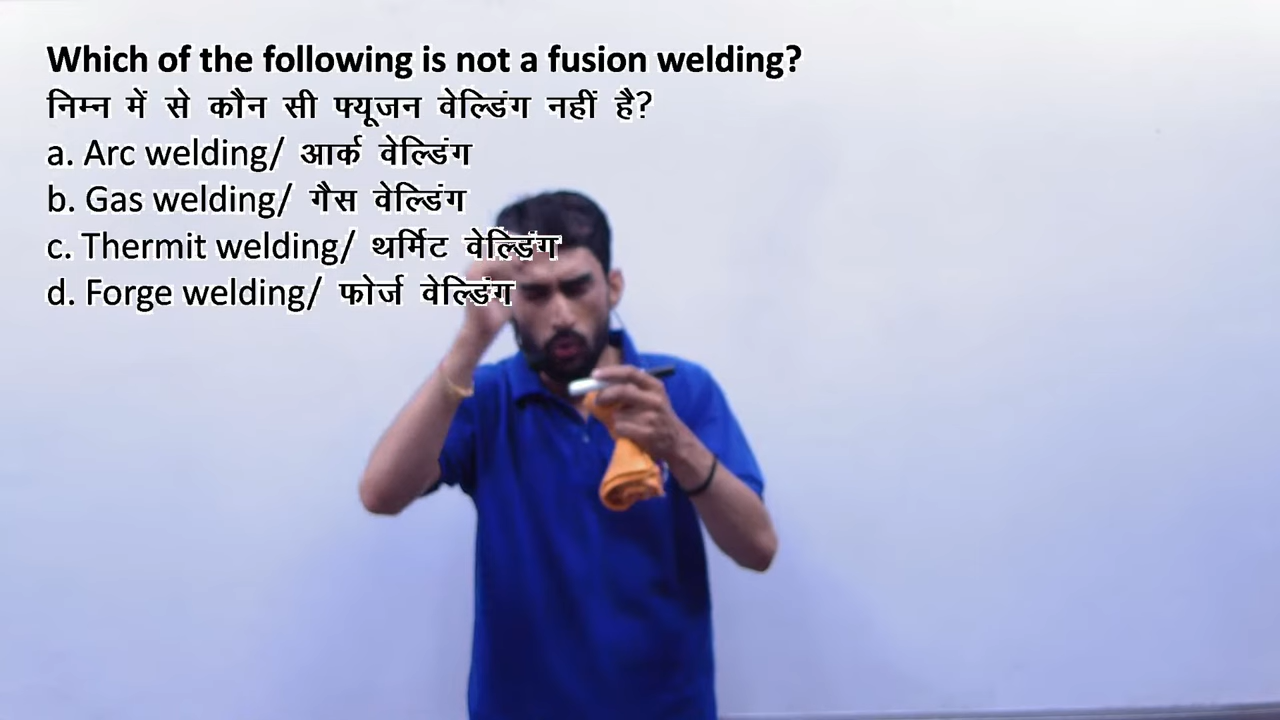 Which of the following is not a fusion welding?
निम्न में से कौन सी फ्यूजन वेल्डिंग नहीं है?
a. Arc welding/ आर्क वेल्डिंग
b. Gas welding/ गैस वेल्डिंग
c. Thermit welding/ थर्मिट वेल्डिंग
d. Forge welding/ फोर्ज वेल्डिंग